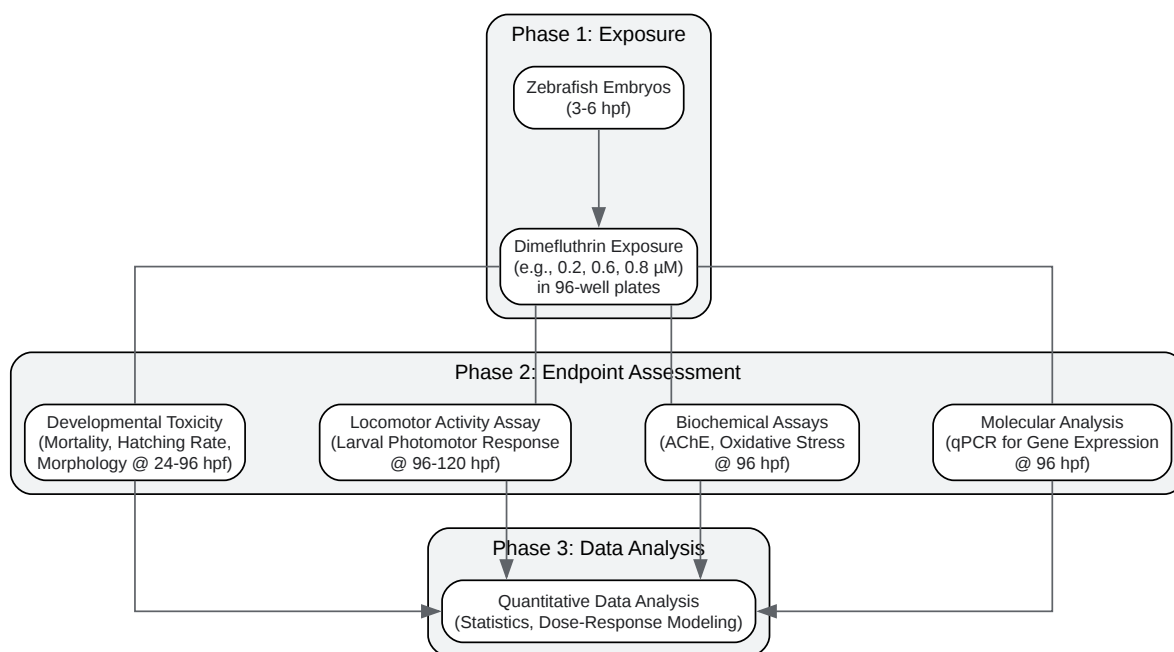 Phase 1: Exposure
Zebrafish Embryos
(3-6 hpf)
Dimefluthrin Exposure
(e.g., 0.2, 0.6, 0.8 µM)
in 96-well plates
Phase 2: Endpoint Assessment
Developmental Toxicity
(Mortality, Hatching Rate,
Morphology @ 24-96 hpf)
Locomotor Activity Assay
(Larval Photomotor Response
@ 96-120 hpf)
Biochemical Assays
(AChE, Oxidative Stress
@ 96 hpf)
Molecular Analysis
(qPCR for Gene Expression
@ 96 hpf)
Phase 3: Data Analysis
Quantitative Data Analysis
(Statistics, Dose-Response Modeling)